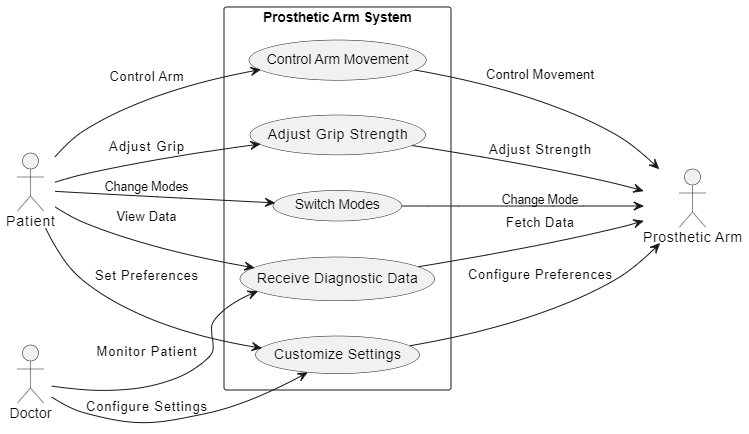 Prosthetic Arm System
Control Arm
Control Arm Movement
Control Movement
Adjust Grip
Adjust Grip Strength
Adjust Strength
Change Modes
Switch Modes
Change Mode
Patient
View Data
Fetch Data
Prosthetic Arm
Set Preferences
Receive Diagnostic Data
Configure Preferences
Monitor Patient
Customize Settings
Doctor
Configure Settings